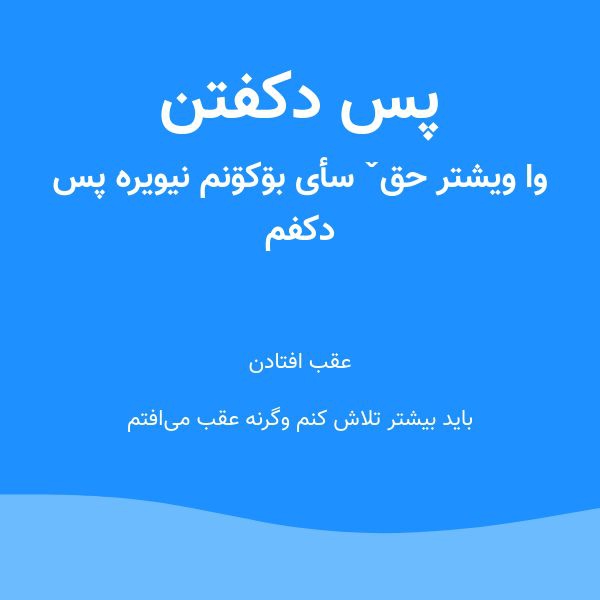 پس دکفتن
وا ویشتر حقˇ سأی بۊکۊنم نیویره پس
دکفم
عقب افتادن
باید بیشتر تلاش کنم وگرنه عقب می‌افتم